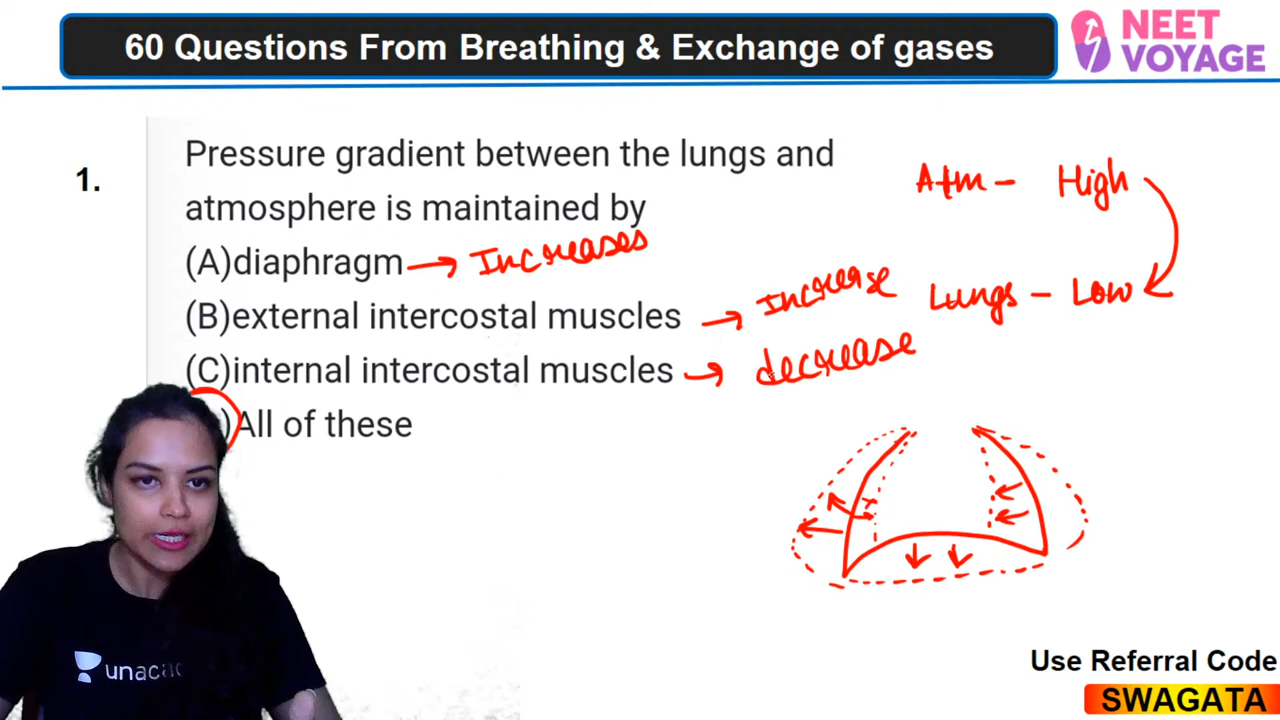 60 Questions From Breathing & Exchange of gases
NEET
VOYAGE
1.
Pressure gradient between the lungs and
atmosphere is maintained by
(A)diaphragm → Increases
(B)external intercostal muscles → Increase
(C)internal intercostal muscles → decrease
)All of these
Atm - High
Lungs - Low
unaca
Use Referral Code
SWAGATA